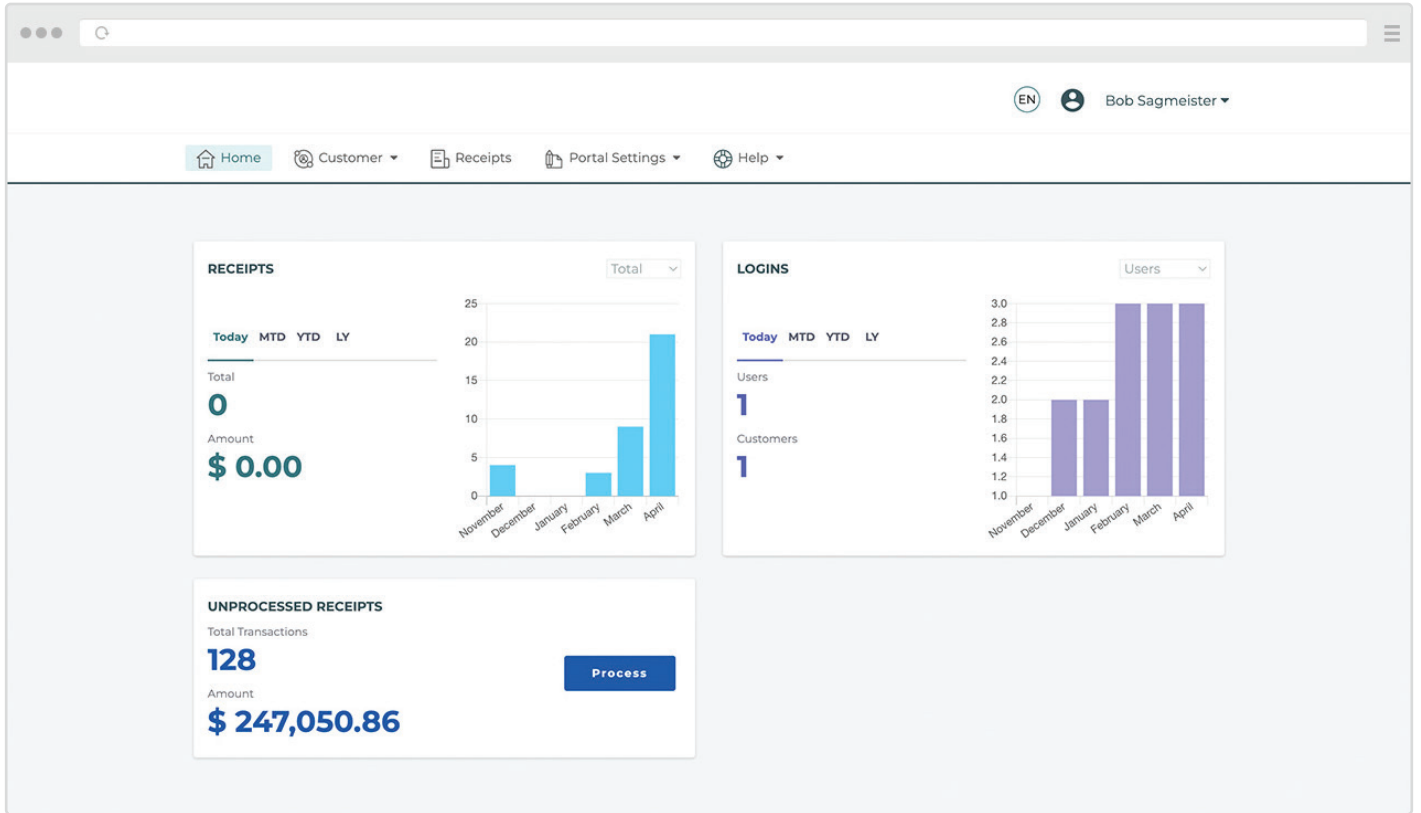 EN Bob Sagmeister
Home Customer Receipts Portal Settings Help
RECEIPTS
Total
Today MTD YTD LY
Total
0
Amount
$ 0.00
25
20
15
10
5
0
November December January February March April
LOGINS
Users
Today MTD YTD LY
Users
1
Customers
1
3.0
2.8
2.6
2.4
2.2
2.0
1.8
1.6
1.4
1.2
1.0
November December January February March April
UNPROCESSED RECEIPTS
Total Transactions
128
Amount
$ 247,050.86
Process